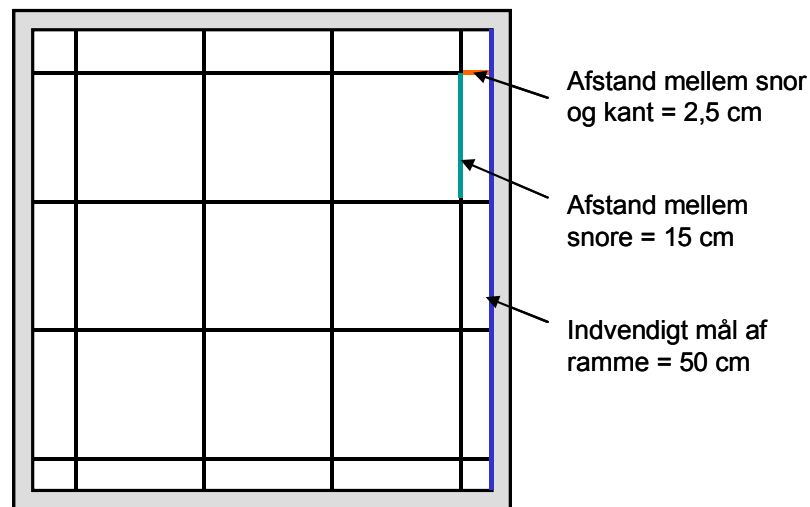 Afstand mellem snor
og kant = 2,5 cm
Afstand mellem
snore = 15 cm
Indvendigt mål af
ramme = 50 cm